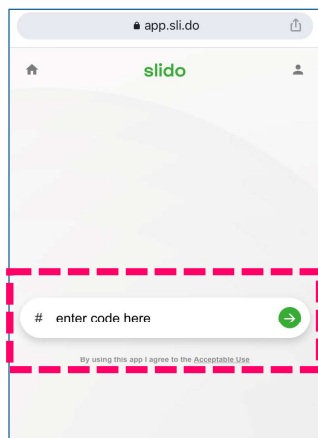 app.sli.do
slido
# enter code here
By using this app I agree to the Acceptable Use